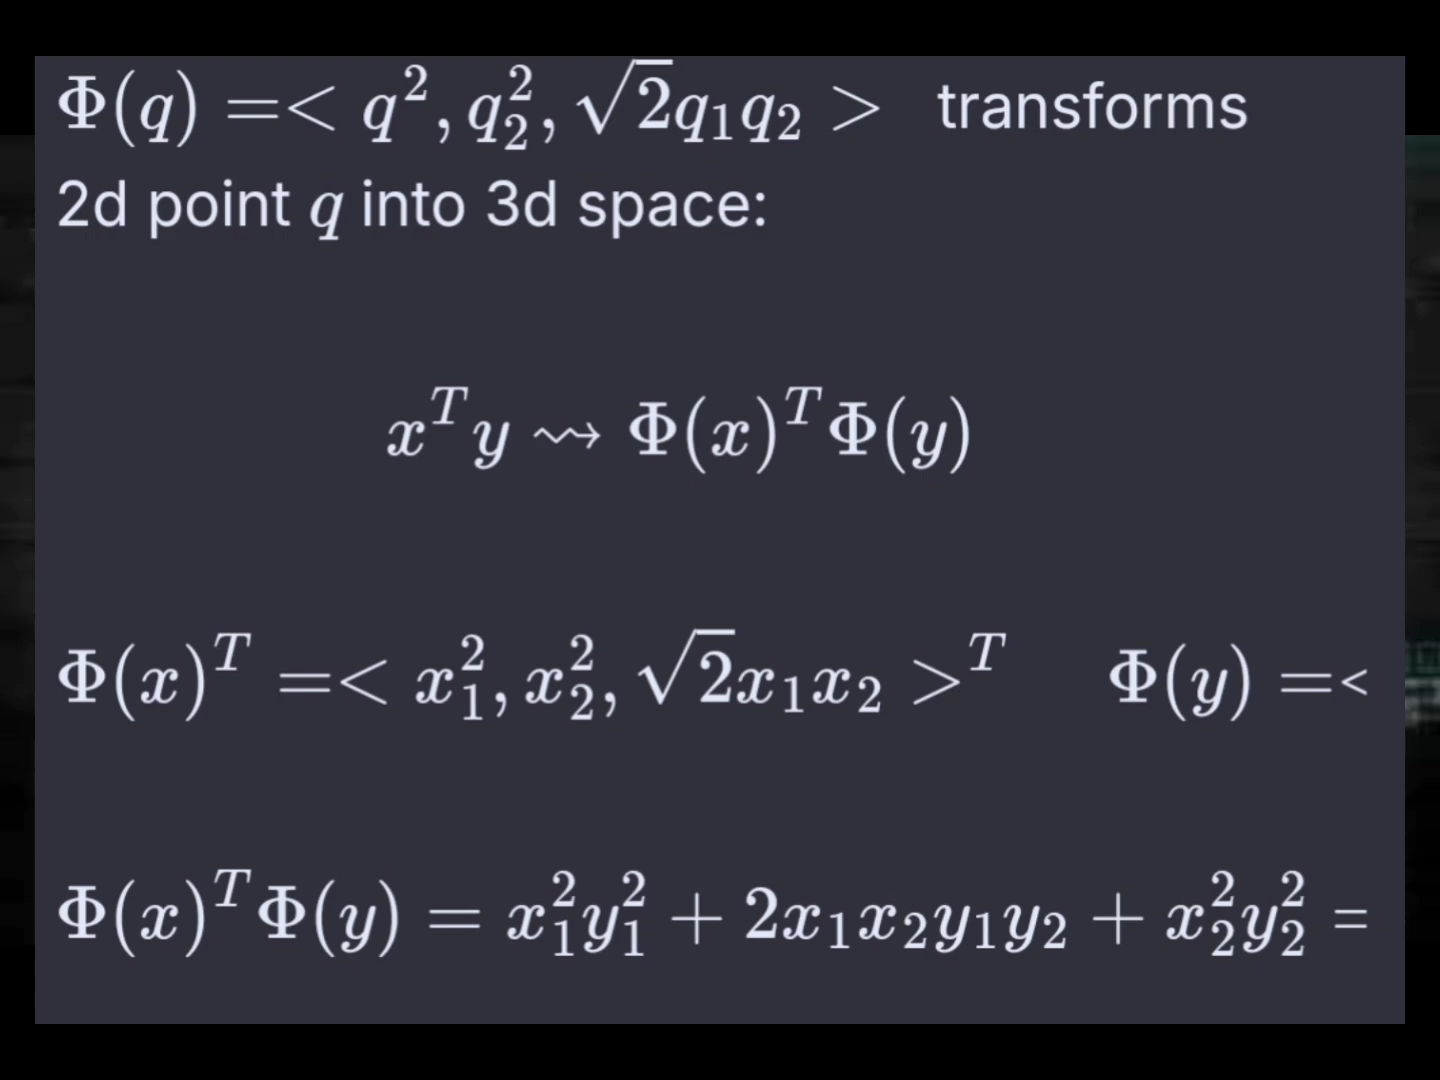 Φ(q) =< q², q₂², √2q₁q₂ > transforms
2d point q into 3d space:
xᵀy ⇝ Φ(x)ᵀΦ(y)
Φ(x)ᵀ =< x₁², x₂², √2x₁x₂ >ᵀ Φ(y) =<
Φ(x)ᵀΦ(y) = x₁²y₁² + 2x₁x₂y₁y₂ + x₂²y₂² =